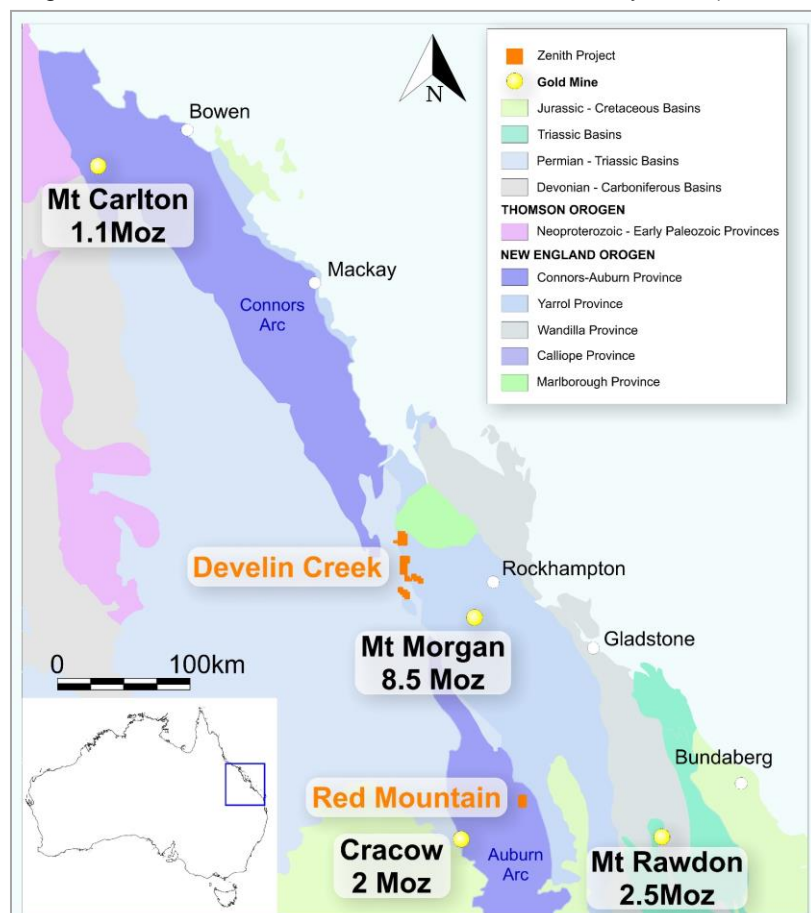 N
Zenith Project
Gold Mine
Jurassic - Cretaceous Basins
Triassic Basins
Permian - Triassic Basins
Devonian - Carboniferous Basins
THOMSON OROGEN
Neoproterozoic - Early Paleozoic Provinces
NEW ENGLAND OROGEN
Connors-Auburn Province
Yarrol Province
Wandilla Province
Calliope Province
Marlborough Province
Bowen
Mt Carlton
1.1Moz
Mackay
Connors
Arc
Develin Creek
Rockhampton
Mt Morgan
8.5 Moz
Gladstone
0 100km
Bundaberg
Red Mountain
Cracow
2 Moz
Auburn
Arc
Mt Rawdon
2.5Moz